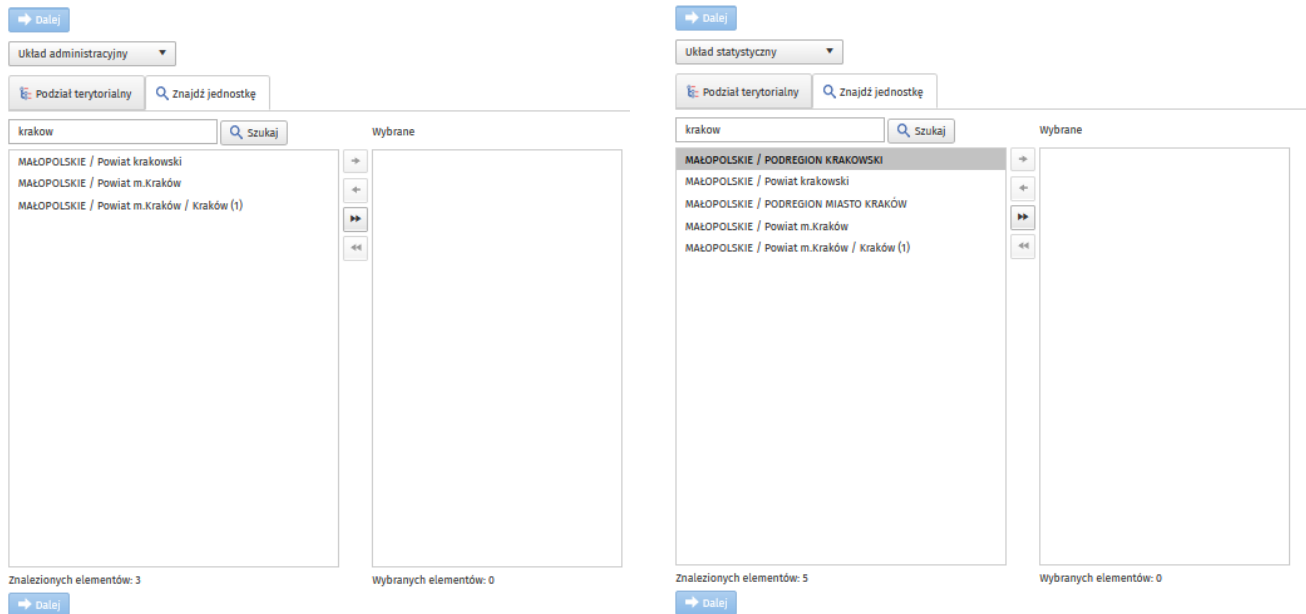 Dalej
Układ administracyjny
Podział terytorialny
Znajdź jednostkę
krakow
Szukaj
Wybrane
MAŁOPOLSKIE / Powiat krakowski
MAŁOPOLSKIE / Powiat m.Kraków
MAŁOPOLSKIE / Powiat m.Kraków / Kraków (1)
Znalezionych elementów: 3
Wybranych elementów: 0
Dalej
Dalej
Układ statystyczny
Podział terytorialny
Znajdź jednostkę
krakow
Szukaj
Wybrane
MAŁOPOLSKIE / PODREGION KRAKOWSKI
MAŁOPOLSKIE / Powiat krakowski
MAŁOPOLSKIE / PODREGION MIASTO KRAKÓW
MAŁOPOLSKIE / Powiat m.Kraków
MAŁOPOLSKIE / Powiat m.Kraków / Kraków (1)
Znalezionych elementów: 5
Wybranych elementów: 0
Dalej